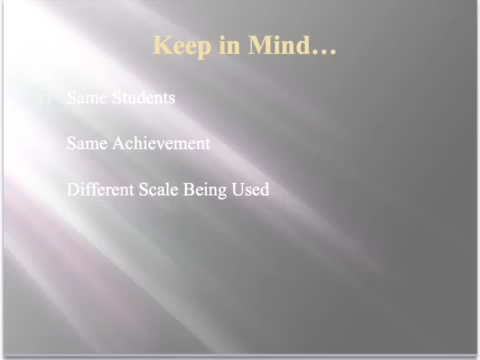 Keep in Mind…
Same Students
Same Achievement
Different Scale Being Used